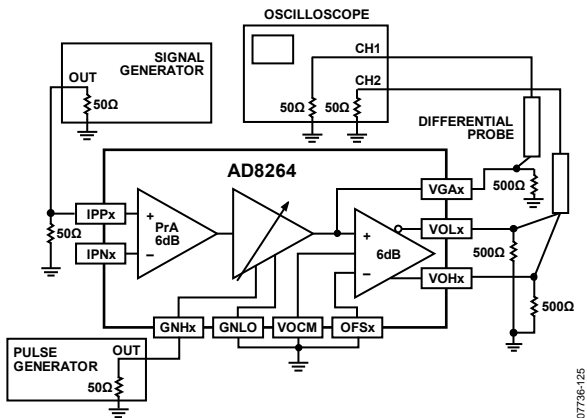 OSCILLOSCOPE
SIGNAL
GENERATOR
OUT
50Ω
CH1
CH2
50Ω
50Ω
DIFFERENTIAL
PROBE
AD8264
VGAx
500Ω
IPPx
50Ω
IPNx
+
−
PrA
6dB
+
−
6dB
VOLx
500Ω
VOHx
500Ω
GNHx
GNLO
VOCM
OFSx
PULSE
GENERATOR
OUT
50Ω
07736-125